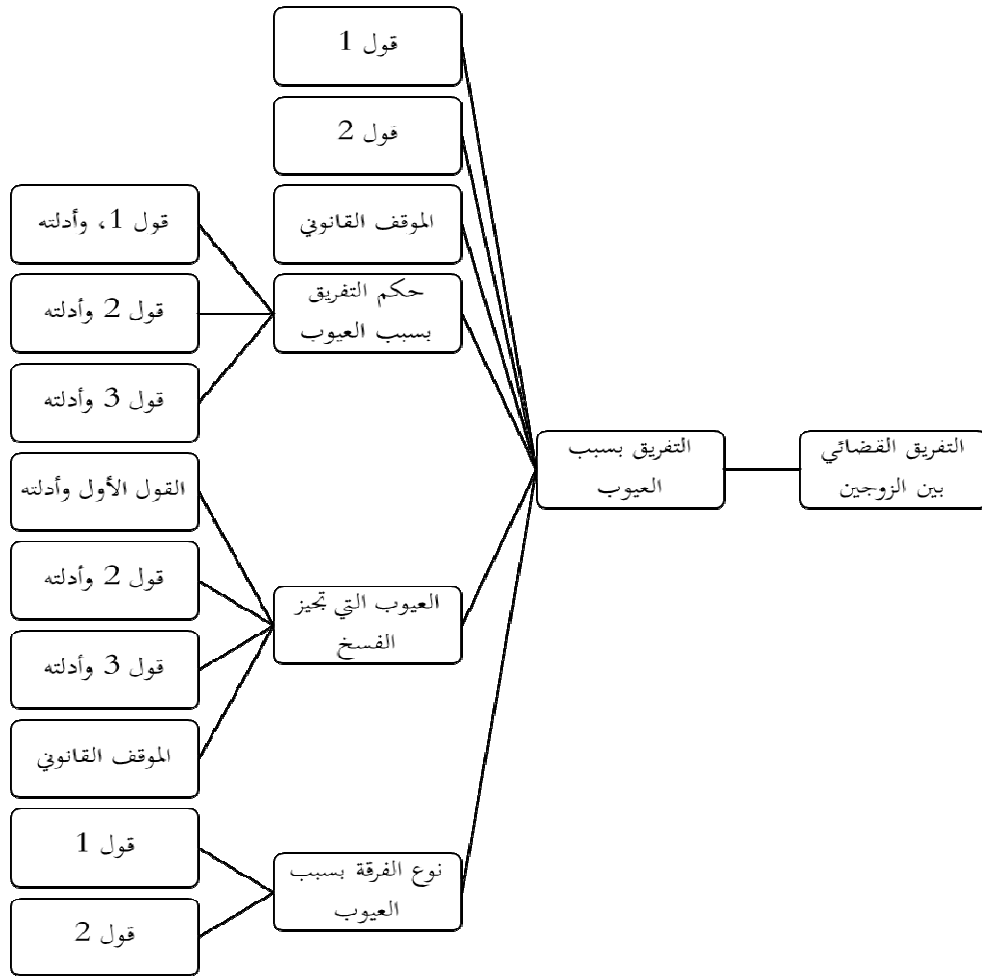 التفريق القضائي
بين الزوجين
التفريق بسبب
العيوب
قول 1
قول 2
الموقف القانوني
حكم التفريق
بسبب العيوب
قول 1، وأدلته
قول 2 وأدلته
قول 3 وأدلته
العيوب التي تجيز
الفسخ
القول الأول وأدلته
قول 2 وأدلته
قول 3 وأدلته
الموقف القانوني
نوع الفرقة بسبب
العيوب
قول 1
قول 2